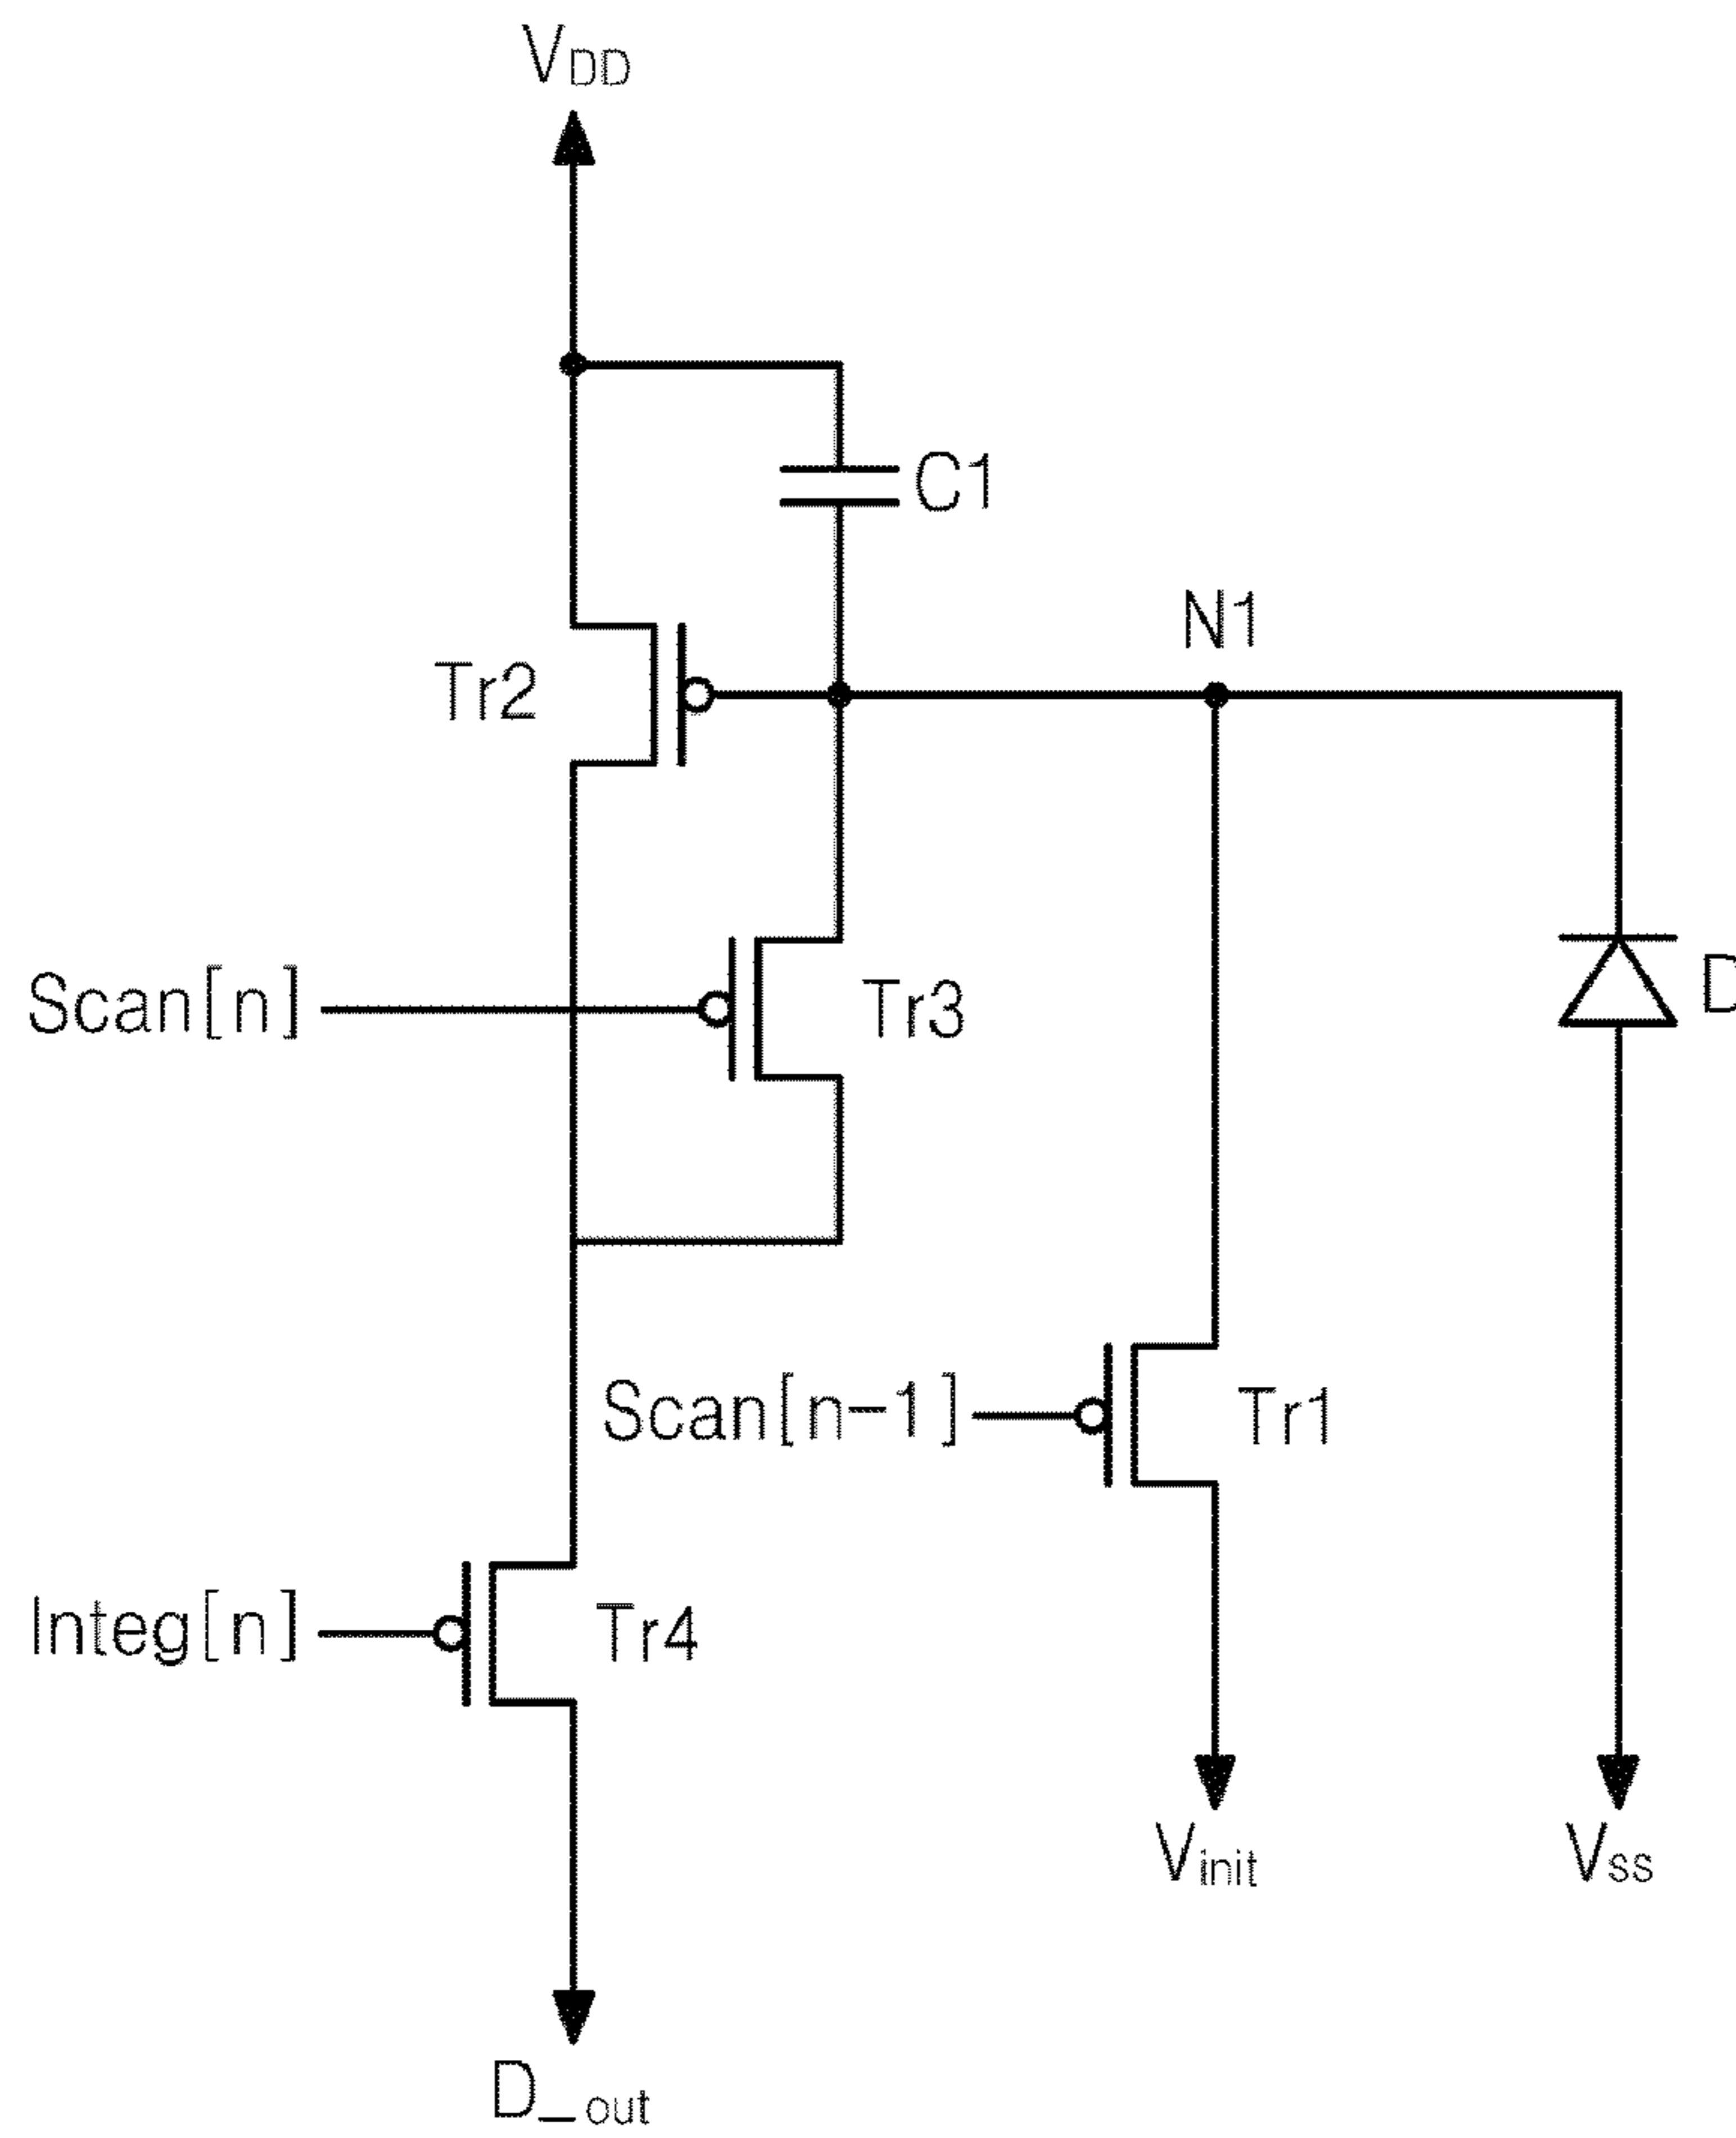 VDD
C1
N1
Tr2
Scan[n]
Tr3
D
Scan[n-1]
Tr1
Integ[n]
Tr4
Vinit
Vss
D_out